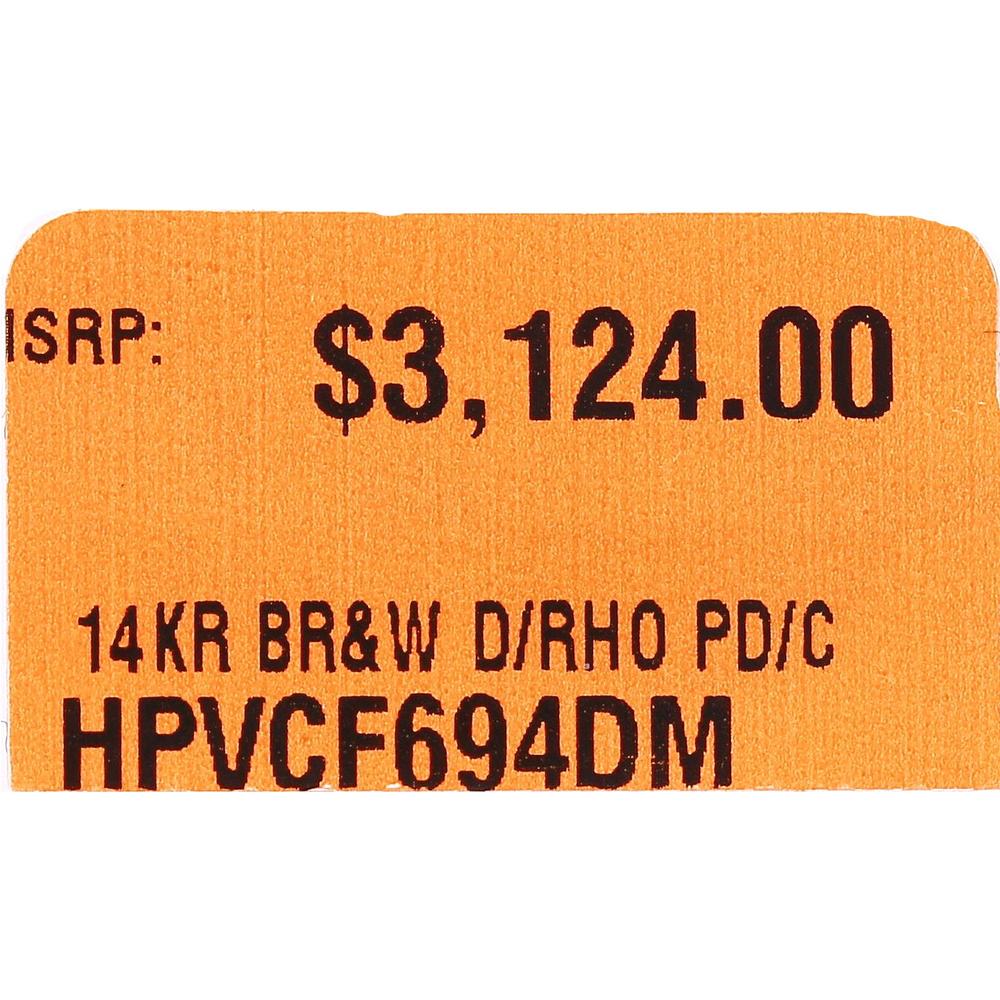 MSRP: $3,124.00
14KR BR&W D/RHO PD/C
HPVCF694DM